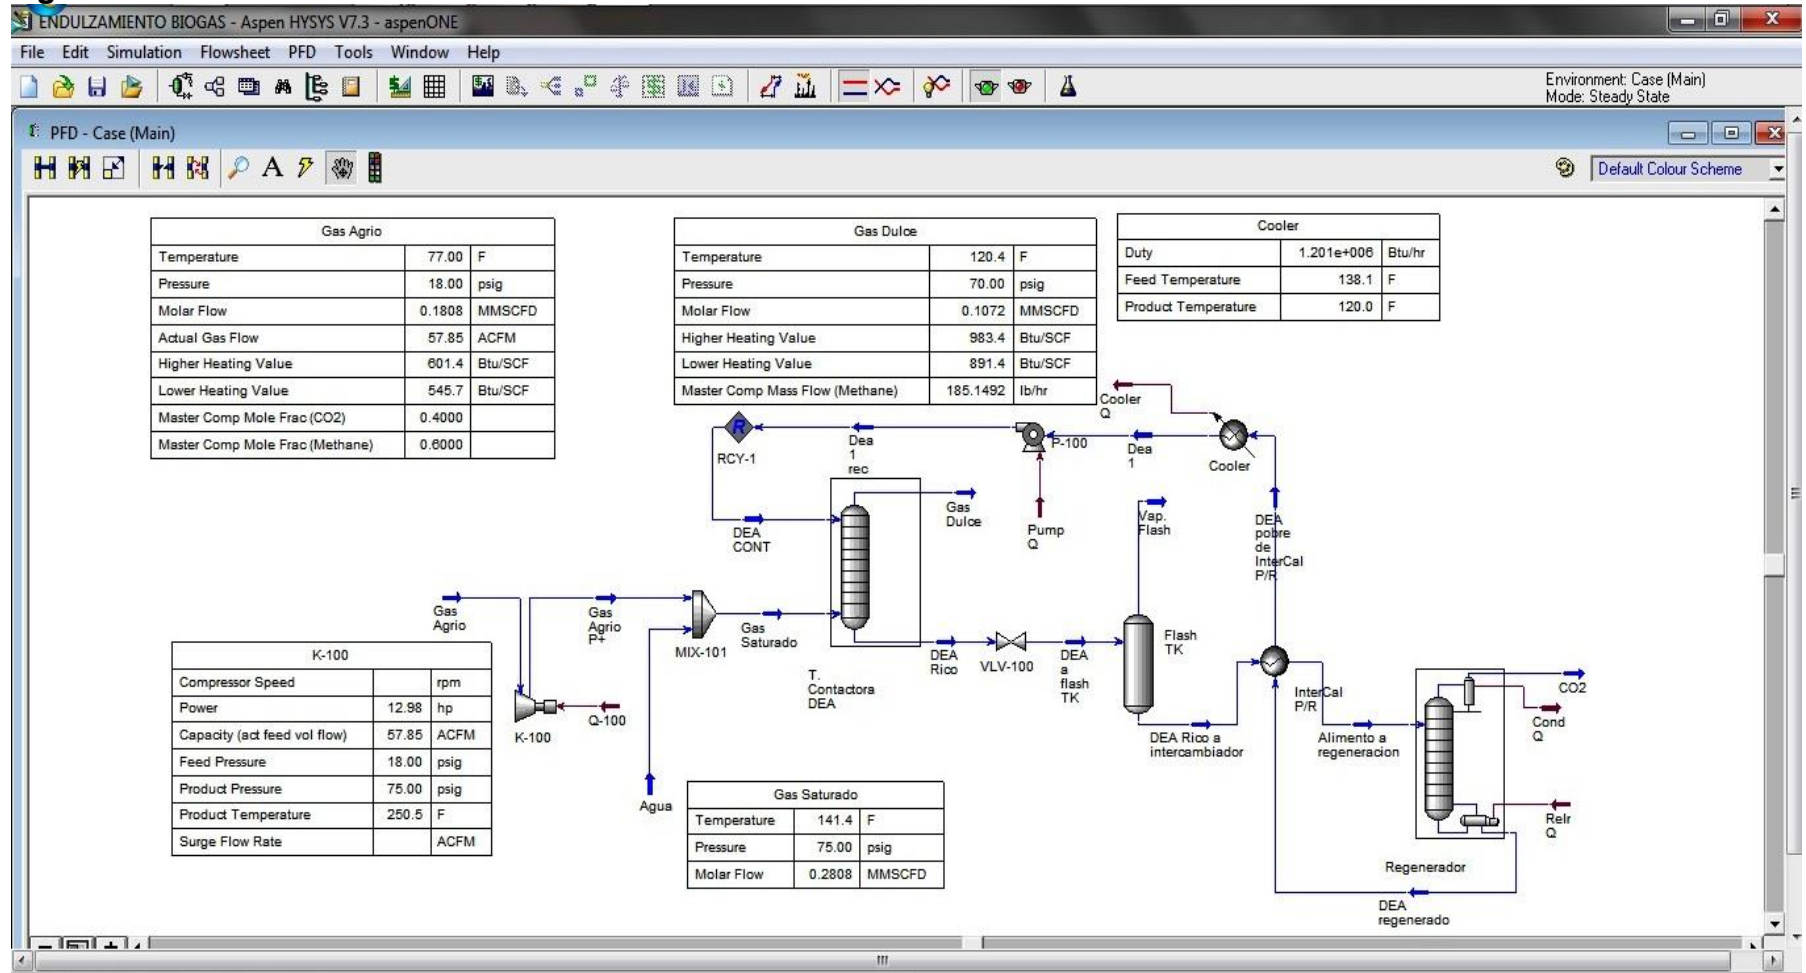 ENDULZAMIENTO BIOGAS - Aspen HYSYS V7.3 - aspenONE
File Edit Simulation Flowsheet PFD Tools Window Help
Environment: Case (Main)
Mode: Steady State
PFD - Case (Main)
A
Default Colour Scheme
Gas Agrio
Temperature 77.00 F
Pressure 18.00 psig
Molar Flow 0.1808 MMSCFD
Actual Gas Flow 57.85 ACFM
Higher Heating Value 601.4 Btu/SCF
Lower Heating Value 545.7 Btu/SCF
Master Comp Mole Frac (CO2) 0.4000
Master Comp Mole Frac (Methane) 0.6000
Gas Dulce
Temperature 120.4 F
Pressure 70.00 psig
Molar Flow 0.1072 MMSCFD
Higher Heating Value 983.4 Btu/SCF
Lower Heating Value 891.4 Btu/SCF
Master Comp Mass Flow (Methane) 185.1492 lb/hr
Cooler
Duty 1.201e+006 Btu/hr
Feed Temperature 138.1 F
Product Temperature 120.0 F
Cooler
Q
R
RCY-1
Dea
1
rec
P-100
Dea
1
Cooler
DEA
CONT
Gas
Dulce
Pump
Q
Vap.
Flash
DEA
pobre
de
InterCal
P/R
Gas
Agrio
Gas
Agrio
P+
MIX-101
Gas
Saturado
T.
Contactora
DEA
DEA
Rico
VLV-100
DEA
a
flash
TK
Flash
TK
InterCal
P/R
DEA Rico a
intercambiador
Alimento a
regeneracion
CO2
Cond
Q
Relr
Q
Regenerador
DEA
regenerado
K-100
Compressor Speed rpm
Power 12.98 hp
Capacity (act feed vol flow) 57.85 ACFM
Feed Pressure 18.00 psig
Product Pressure 75.00 psig
Product Temperature 250.5 F
Surge Flow Rate ACFM
K-100
Q-100
Agua
Gas Saturado
Temperature 141.4 F
Pressure 75.00 psig
Molar Flow 0.2808 MMSCFD